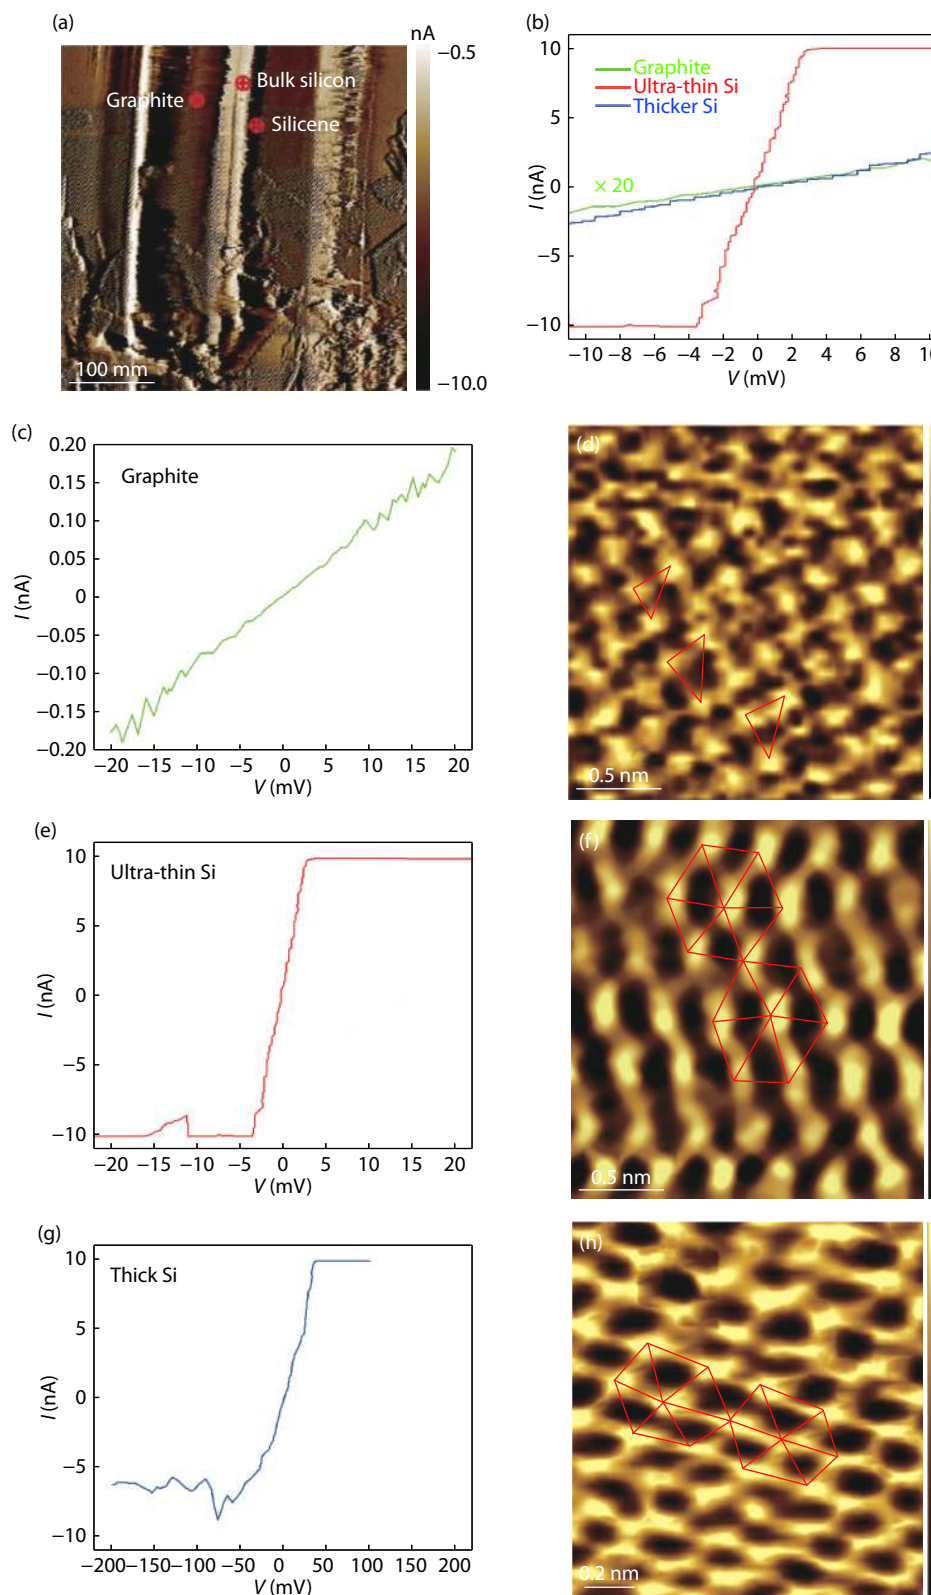 (a)
nA
−0.5
Graphite
Bulk silicon
Silicene
100 mm
−10.0
(b)
10
5
0
−5
−10
I (nA)
Graphite
Ultra-thin Si
Thicker Si
× 20
−10 −8 −6 −4 −2 0 2 4 6 8 10
V (mV)
(c)
0.20
0.15
0.10
0.05
0
−0.05
−0.10
−0.15
−0.20
I (nA)
Graphite
−20 −15 −10 −5 0 5 10 15 20
V (mV)
(d)
0.5 nm
(e)
10
5
0
−5
−10
I (nA)
Ultra-thin Si
−20 −15 −10 −5 0 5 10 15 20
V (mV)
(f)
0.5 nm
(g)
10
5
0
−5
−10
I (nA)
Thick Si
−200 −150 −100 −50 0 50 100 150 200
V (mV)
(h)
0.2 nm